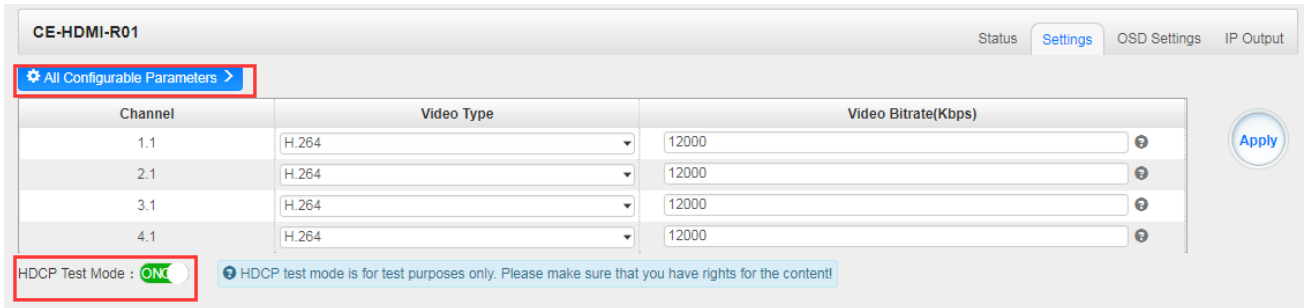 CE-HDMI-R01
Status Settings OSD Settings IP Output
All Configurable Parameters >
Channel Video Type Video Bitrate(Kbps)
1.1 H.264 12000
Apply
2.1 H.264 12000
3.1 H.264 12000
4.1 H.264 12000
HDCP Test Mode : ON HDCP test mode is for test purposes only. Please make sure that you have rights for the content!